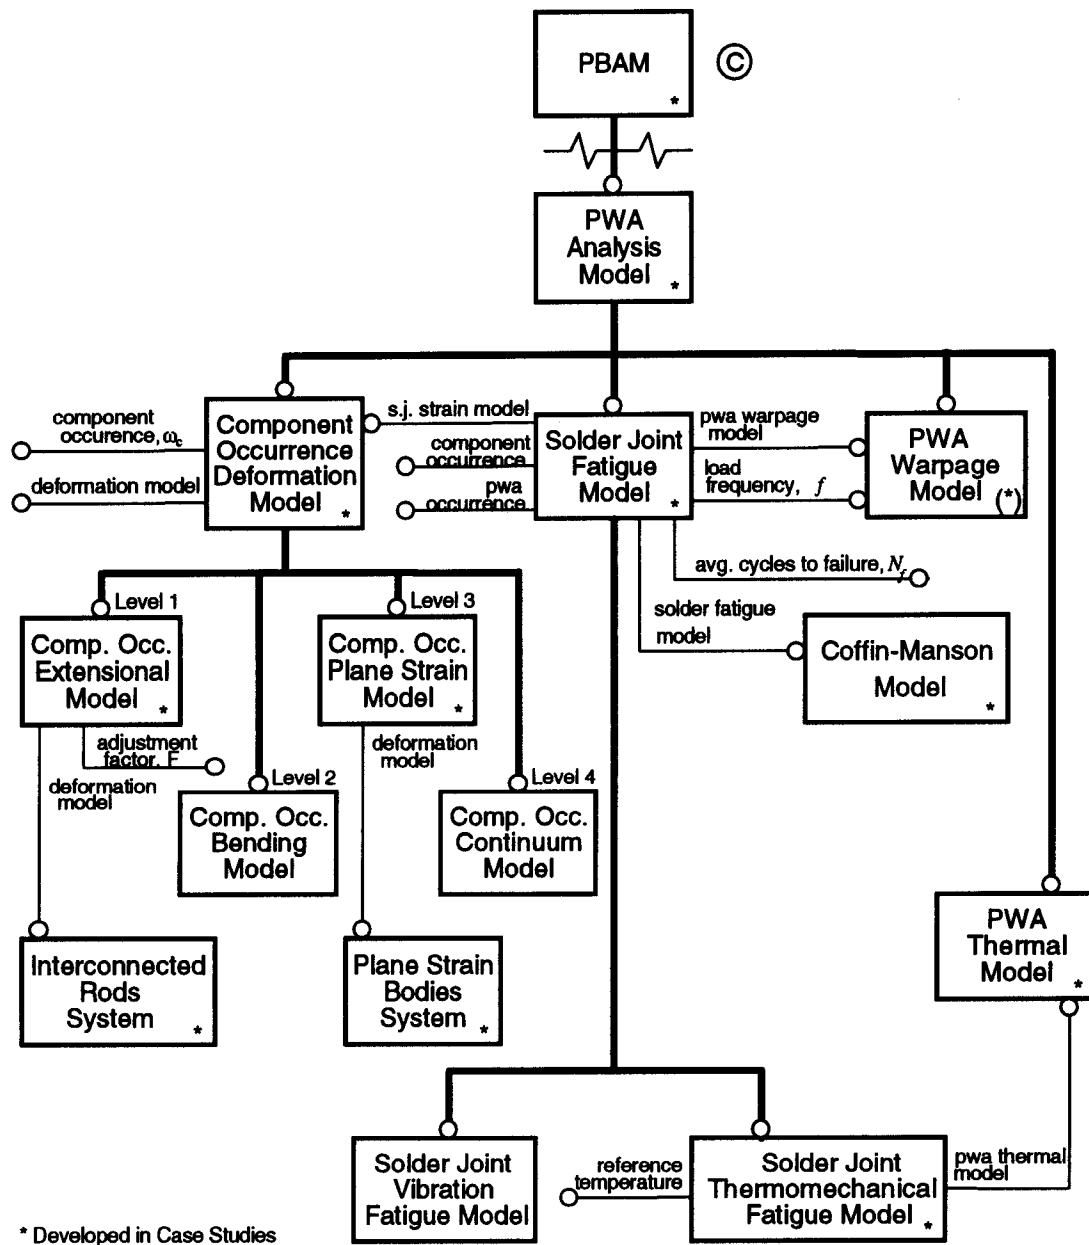 PBAM
*
©
PWA
Analysis
Model
*
component
occurence, ω_c
deformation model
Component
Occurrence
Deformation
Model
*
s.j. strain model
component
occurrence
pwa
occurrence
Solder Joint
Fatigue
Model
*
pwa warpage
model
load
frequency, f
PWA
Warpage
Model
(*)
avg. cycles to failure, N_f
solder fatigue
model
Coffin-Manson
Model
*
Level 1
Comp. Occ.
Extensional
Model
*
Level 3
Comp. Occ.
Plane Strain
Model
*
adjustment
factor, F
deformation
model
deformation
model
Level 2
Comp. Occ.
Bending
Model
Level 4
Comp. Occ.
Continuum
Model
Interconnected
Rods
System
*
Plane Strain
Bodies
System
*
PWA
Thermal
Model
*
Solder Joint
Vibration
Fatigue Model
reference
temperature
Solder Joint
Thermomechanical
Fatigue Model
*
pwa thermal
model
* Developed in Case Studies